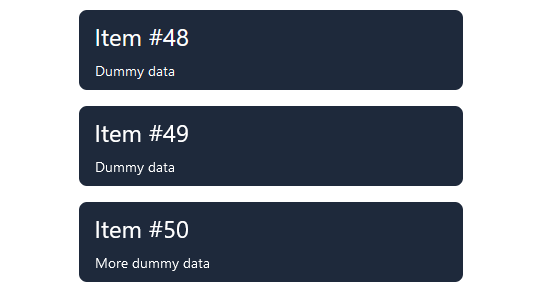 Item #48
Dummy data
Item #49
Dummy data
Item #50
More dummy data